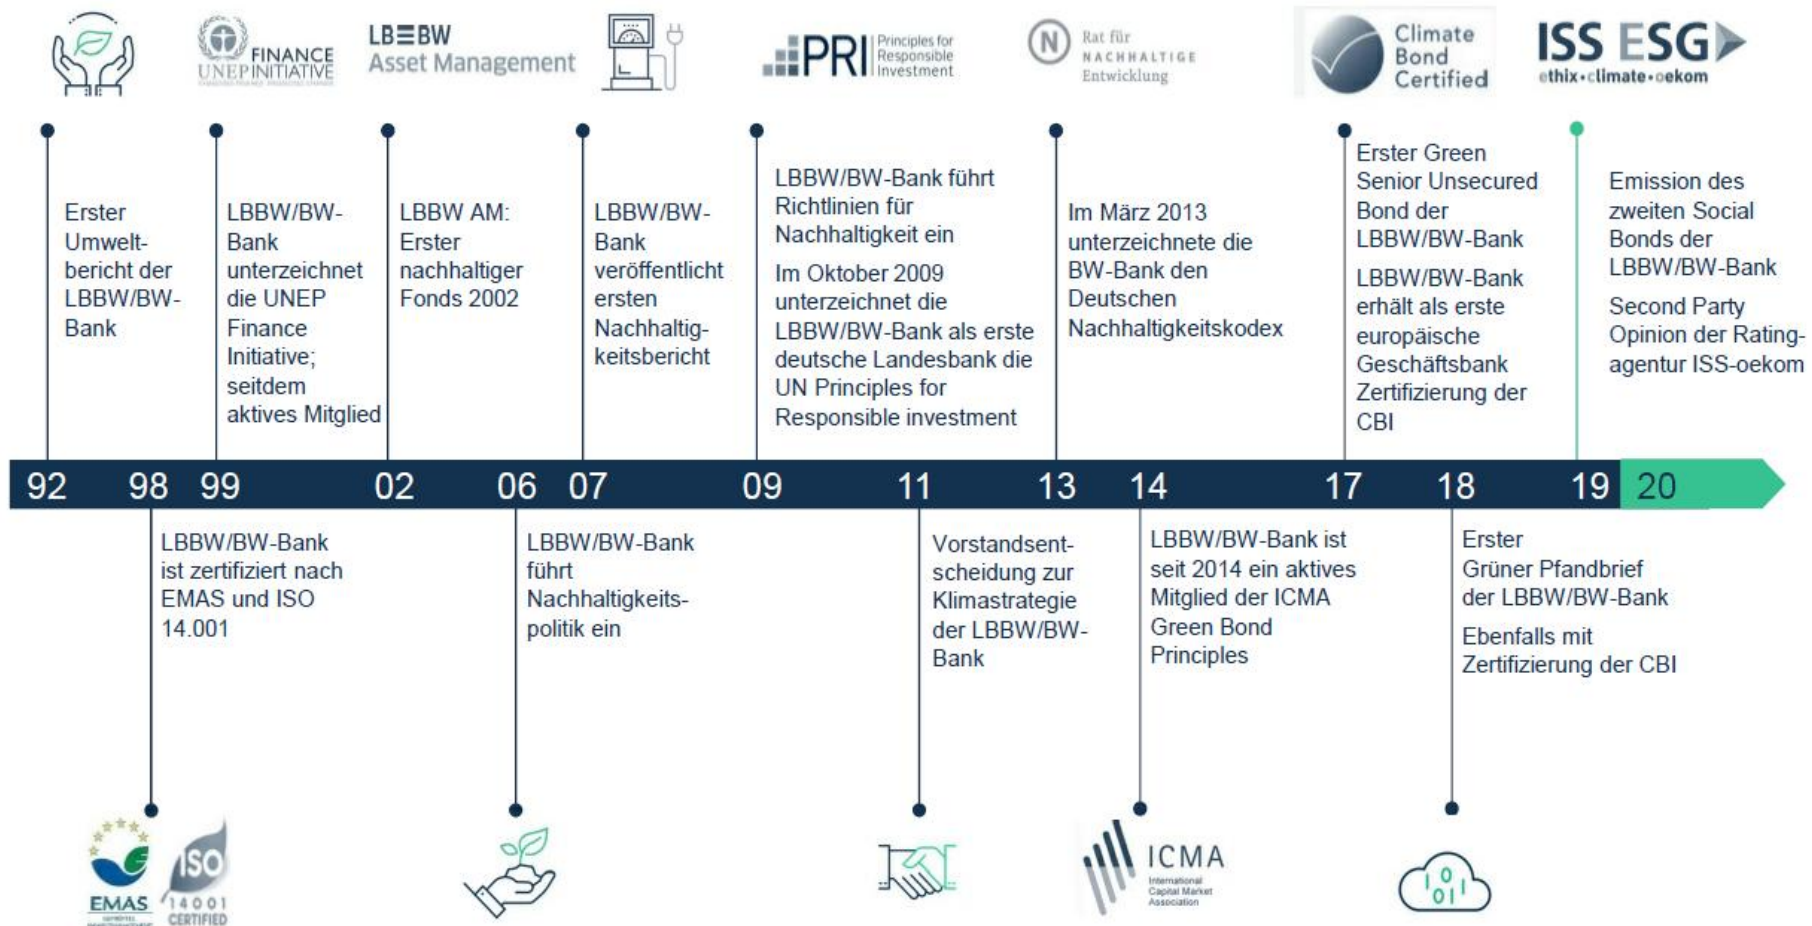 FINANCE
UNEP INITIATIVE
LB≡BW
Asset Management
PRI
Principles for
Responsible
Investment
N
Rat für
NACHHALTIGE
Entwicklung
Climate
Bond
Certified
ISS ESG
ethix·climate·oekom
Erster
Umwelt-
bericht der
LBBW/BW-
Bank
LBBW/BW-
Bank
unterzeichnet
die UNEP
Finance
Initiative;
seitdem
aktives Mitglied
LBBW AM:
Erster
nachhaltiger
Fonds 2002
LBBW/BW-
Bank
veröffentlicht
ersten
Nachhaltig-
keitsbericht
LBBW/BW-Bank führt
Richtlinien für
Nachhaltigkeit ein
Im Oktober 2009
unterzeichnet die
LBBW/BW-Bank als erste
deutsche Landesbank die
UN Principles for
Responsible investment
Im März 2013
unterzeichnete die
BW-Bank den
Deutschen
Nachhaltigkeitskodex
Erster Green
Senior Unsecured
Bond der
LBBW/BW-Bank
LBBW/BW-Bank
erhält als erste
europäische
Geschäftsbank
Zertifizierung der
CBI
Emission des
zweiten Social
Bonds der
LBBW/BW-Bank
Second Party
Opinion der Rating-
agentur ISS-oekom
92 98 99 02 06 07 09 11 13 14 17 18 19 20
LBBW/BW-Bank
ist zertifiziert nach
EMAS und ISO
14.001
LBBW/BW-Bank
führt
Nachhaltigkeits-
politik ein
Vorstandsent-
scheidung zur
Klimastrategie
der LBBW/BW-
Bank
LBBW/BW-Bank ist
seit 2014 ein aktives
Mitglied der ICMA
Green Bond
Principles
Erster
Grüner Pfandbrief
der LBBW/BW-Bank
Ebenfalls mit
Zertifizierung der CBI
EMAS
ISO
14001
CERTIFIED
ICMA
International
Capital Market
Association
10
011